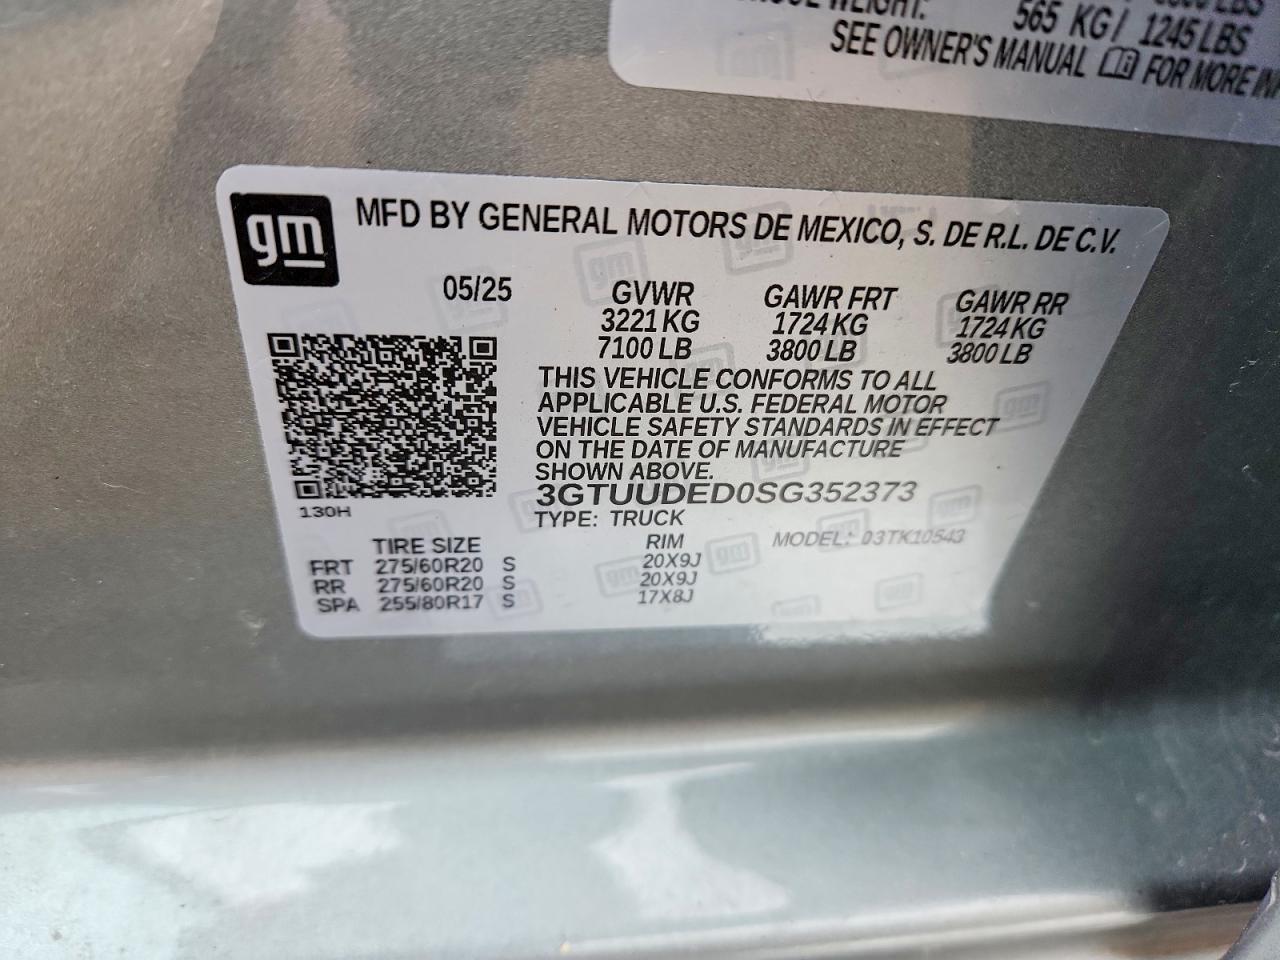 WEIGHT:
565 KG / 1245 LBS
SEE OWNER'S MANUAL FOR MORE
gm
MFD BY GENERAL MOTORS DE MEXICO, S. DE R.L. DE C.V.
05/25 GVWR GAWR FRT GAWR RR
3221 KG 1724 KG 1724 KG
7100 LB 3800 LB 3800 LB
THIS VEHICLE CONFORMS TO ALL
APPLICABLE U.S. FEDERAL MOTOR
VEHICLE SAFETY STANDARDS IN EFFECT
ON THE DATE OF MANUFACTURE
SHOWN ABOVE.
3GTUUDED0SG352373
130H
TYPE: TRUCK
MODEL: 03TK10543
TIRE SIZE RIM
FRT 275/60R20 S 20X9J
RR 275/60R20 S 20X9J
SPA 255/80R17 S 17X8J